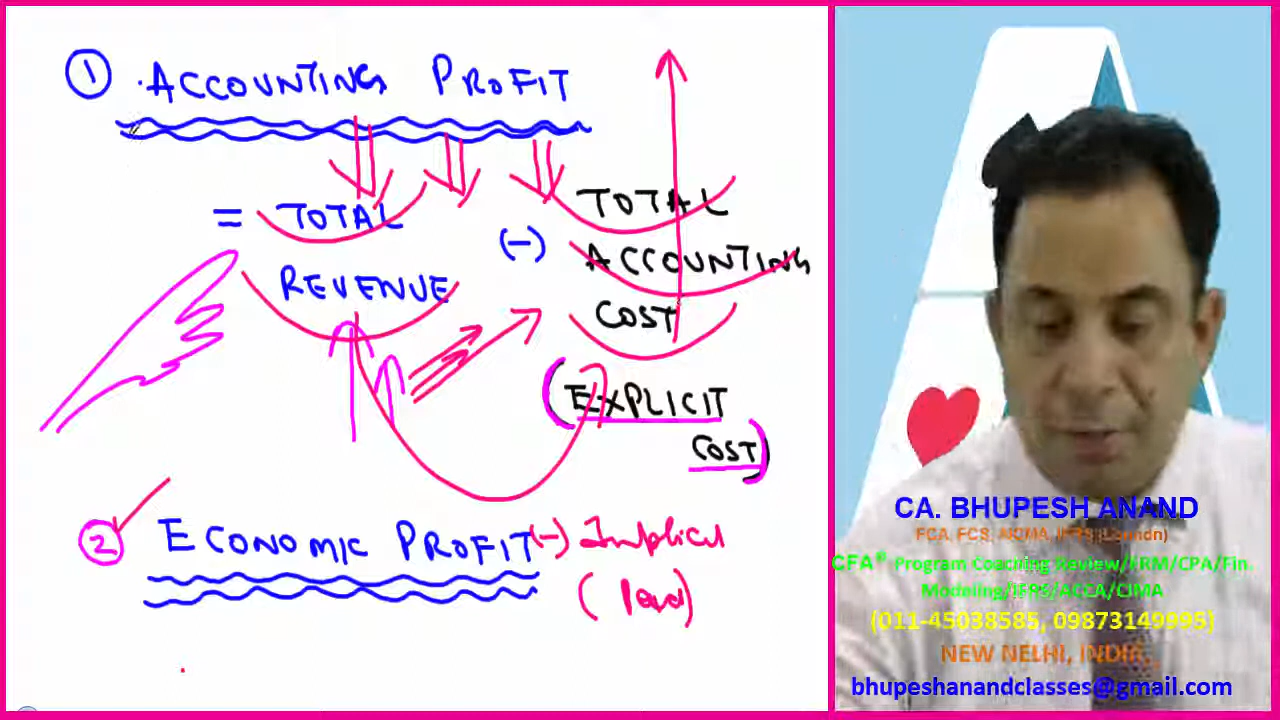 1 ACCOUNTING PROFIT
= TOTAL REVENUE (-) TOTAL ACCOUNTING COST
(EXPLICIT COST)
2 ECONOMIC PROFIT (-) Implicit
CA. BHUPESH ANAND
FCA, FCS, AICMA, IFRS (London)
CFA® Program Coaching Review/FRM/CPA/Fin.
Modeling/IFRS/ACCA/CIMA
(011-45038585, 09873149995)
NEW NELHI, INDIA
bhupeshanandclasses@gmail.com